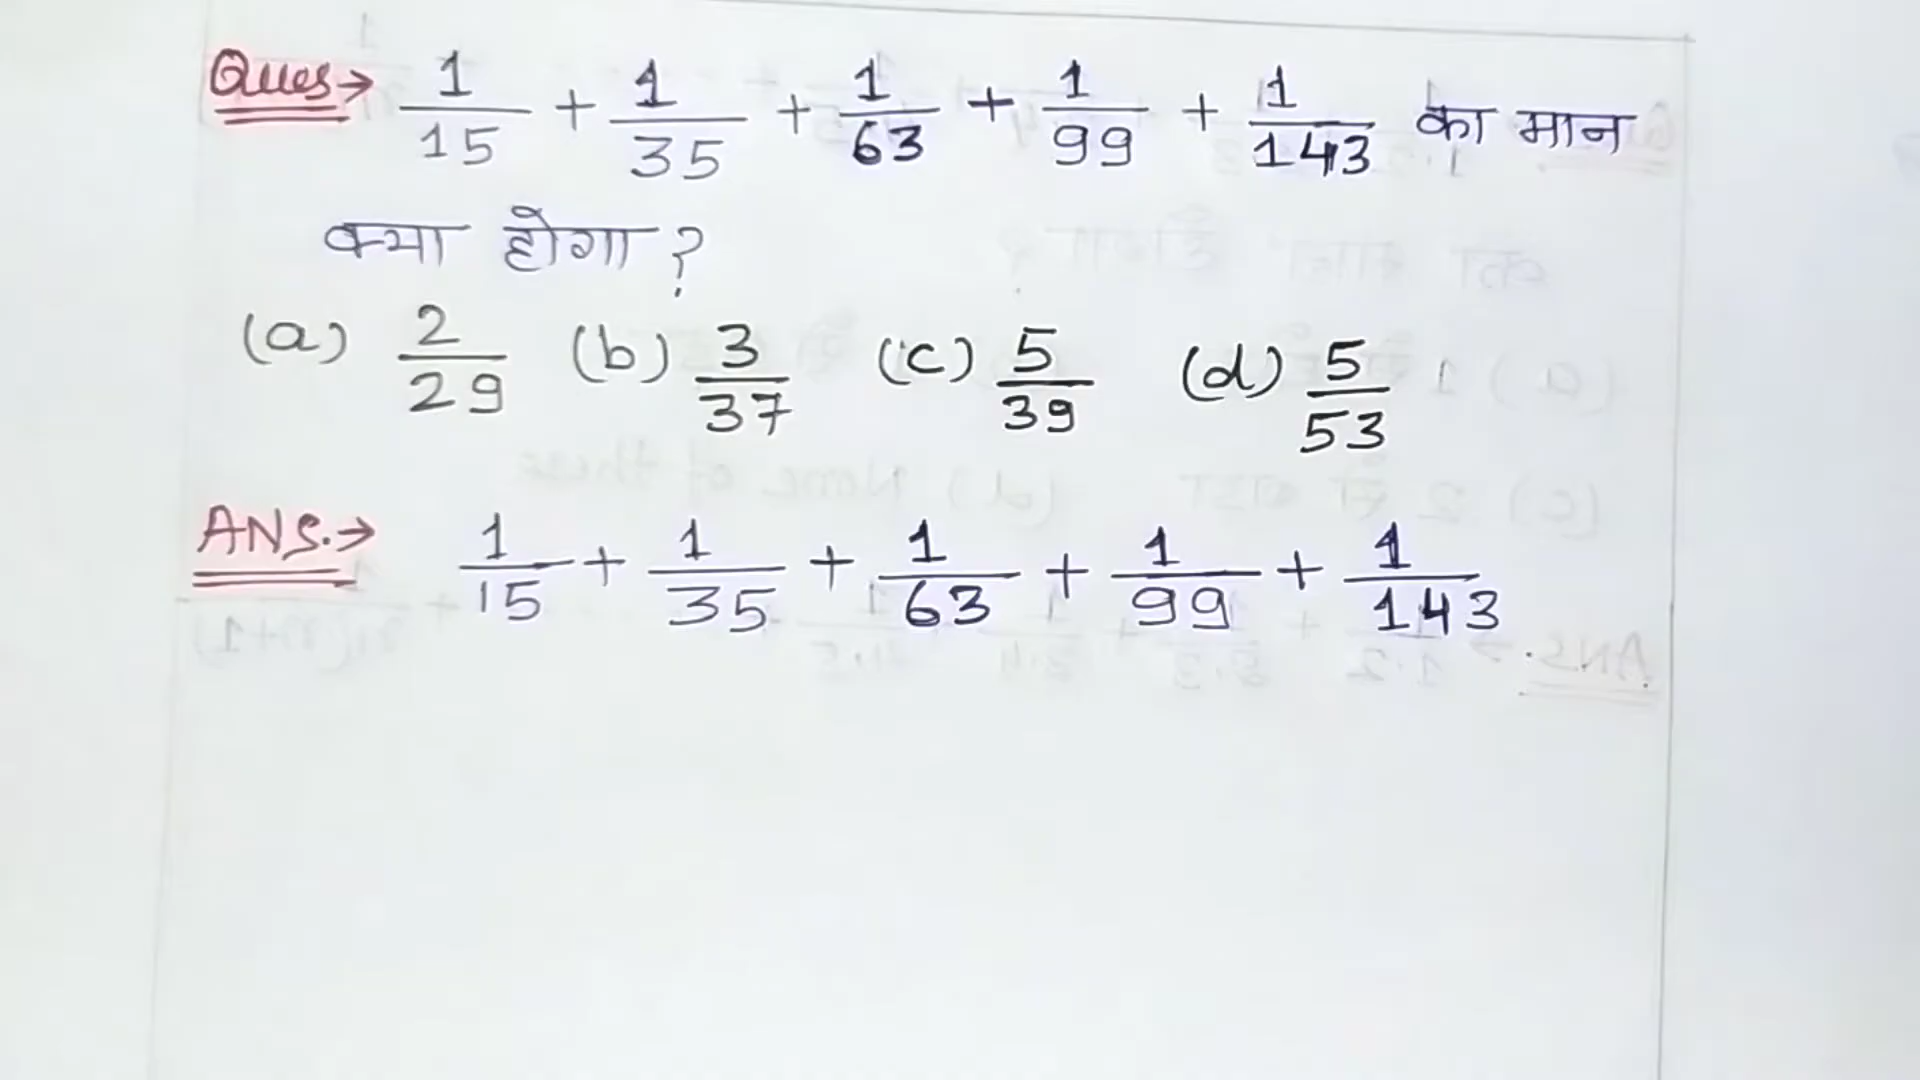 Ques→ 1/15 + 1/35 + 1/63 + 1/99 + 1/143 का मान
क्या होगा ?
(a) 2/29 (b) 3/37 (c) 5/39 (d) 5/53
ANS.→ 1/15 + 1/35 + 1/63 + 1/99 + 1/143